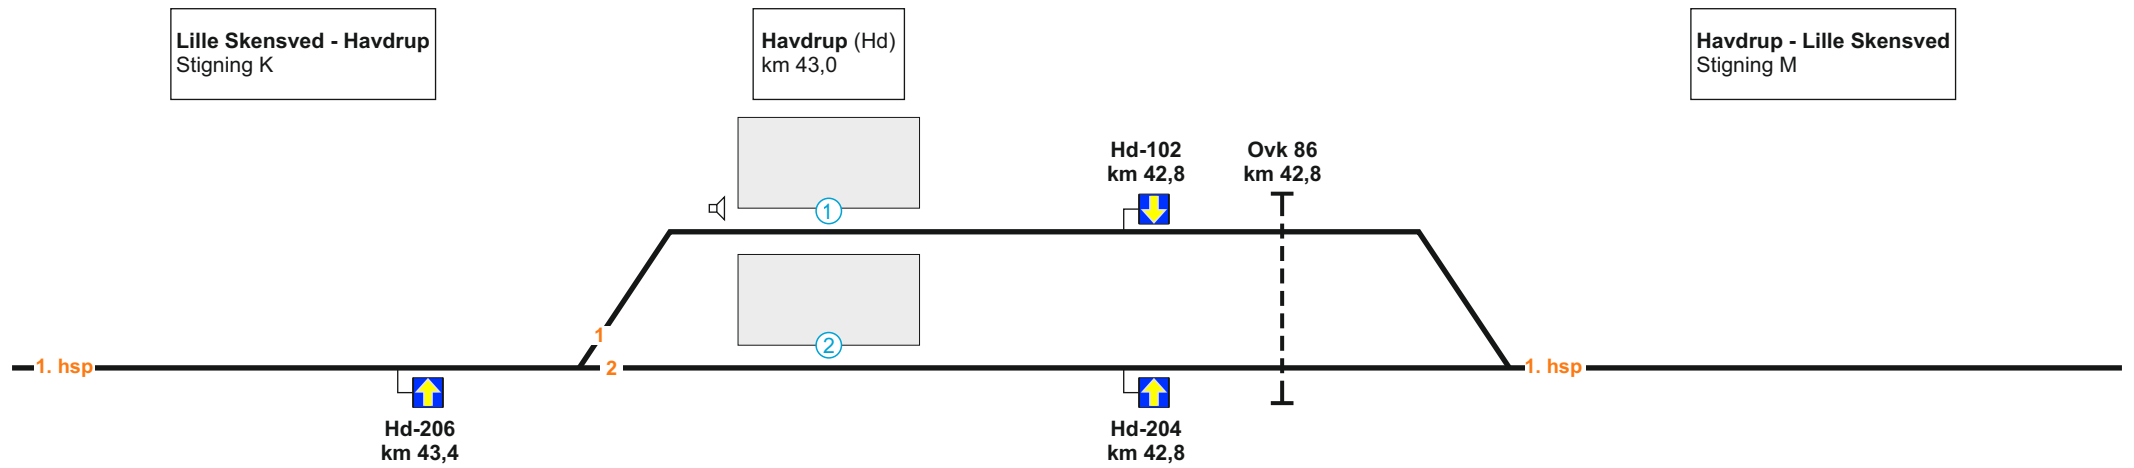 Lille Skensved - Havdrup
Stigning K
Havdrup (Hd)
km 43,0
Havdrup - Lille Skensved
Stigning M
Hd-102
km 42,8
Ovk 86
km 42,8
1
1
2
1. hsp
2
1. hsp
Hd-206
km 43,4
Hd-204
km 42,8